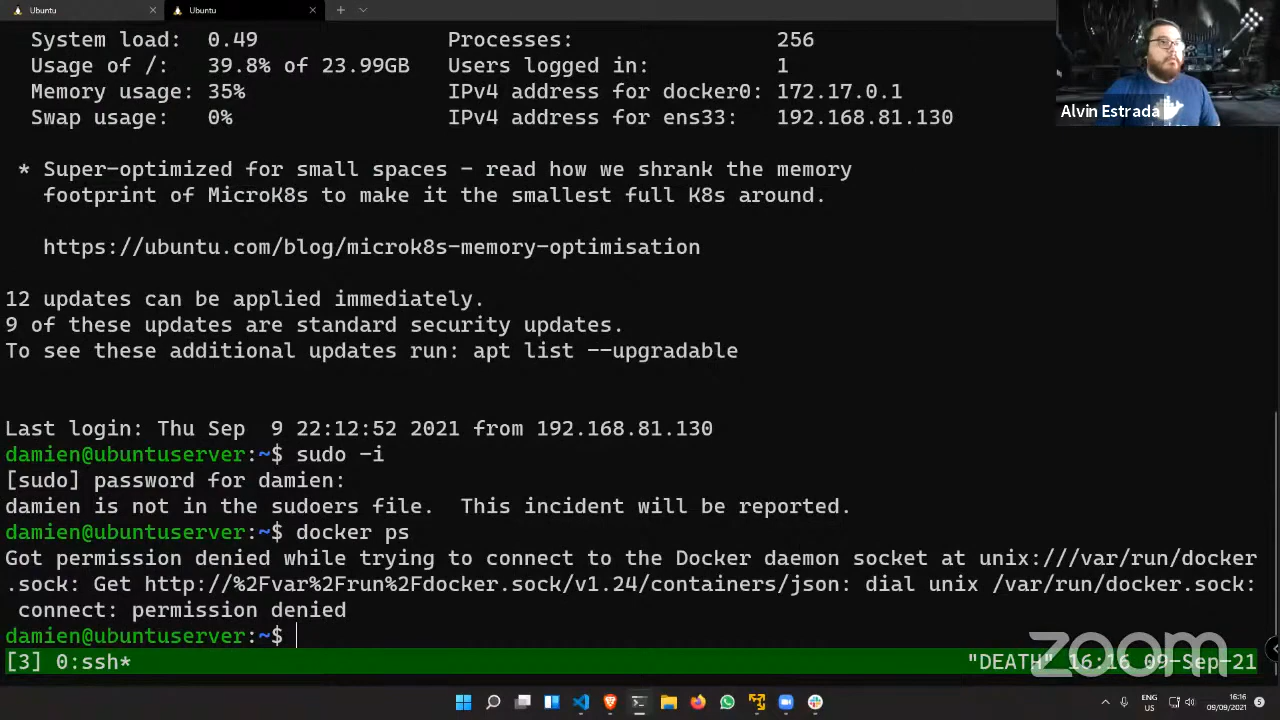 Ubuntu
Ubuntu
System load: 0.49 Processes: 256
Usage of /: 39.8% of 23.99GB Users logged in: 1
Memory usage: 35% IPv4 address for docker0: 172.17.0.1
Swap usage: 0% IPv4 address for ens33: 192.168.81.130
Alvin Estrada
* Super-optimized for small spaces - read how we shrank the memory
footprint of MicroK8s to make it the smallest full K8s around.
https://ubuntu.com/blog/microk8s-memory-optimisation
12 updates can be applied immediately.
9 of these updates are standard security updates.
To see these additional updates run: apt list --upgradable
Last login: Thu Sep  9 22:12:52 2021 from 192.168.81.130
damien@ubuntuserver:~$ sudo -i
[sudo] password for damien:
damien is not in the sudoers file.  This incident will be reported.
damien@ubuntuserver:~$ docker ps
Got permission denied while trying to connect to the Docker daemon socket at unix:///var/run/docker
.sock: Get http://%2Fvar%2Frun%2Fdocker.sock/v1.24/containers/json: dial unix /var/run/docker.sock:
connect: permission denied
damien@ubuntuserver:~$
zoom
[3] 0:ssh* "DEATH" 16:16 09-Sep-21
ENG 16:16
US 09/09/2021